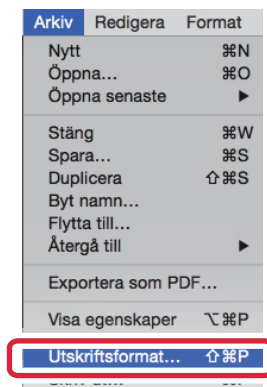 Arkiv Redigera Format
Nytt ⌘N
Öppna... ⌘O
Öppna senaste ▶
Stäng ⌘W
Spara... ⌘S
Duplicera ⇧⌘S
Byt namn...
Flytta till...
Återgå till ▶
Exportera som PDF...
Visa egenskaper ⌥⌘P
Utskriftsformat... ⇧⌘P